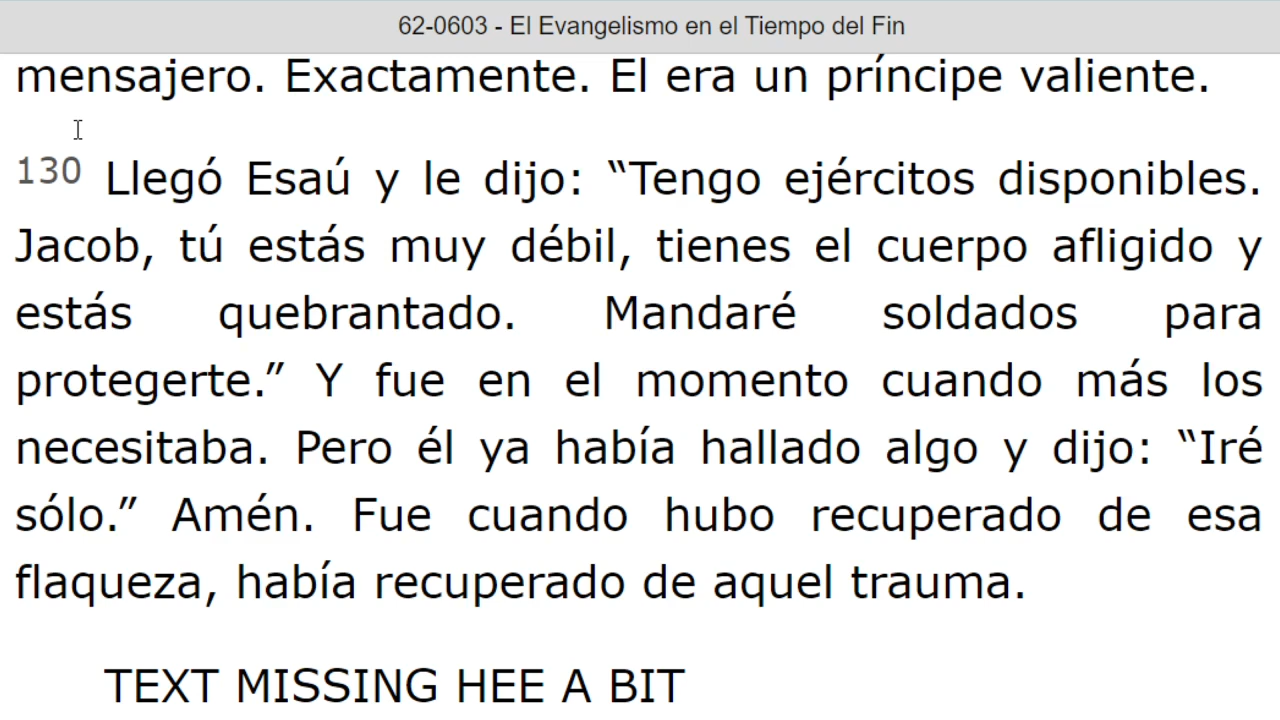 62-0603 - El Evangelismo en el Tiempo del Fin
mensajero. Exactamente. El era un príncipe valiente.
130 Llegó Esaú y le dijo: “Tengo ejércitos disponibles.
Jacob, tú estás muy débil, tienes el cuerpo afligido y
estás quebrantado. Mandaré soldados para
protegerte.” Y fue en el momento cuando más los
necesitaba. Pero él ya había hallado algo y dijo: “Iré
sólo.” Amén. Fue cuando hubo recuperado de esa
flaqueza, había recuperado de aquel trauma.
TEXT MISSING HEE A BIT